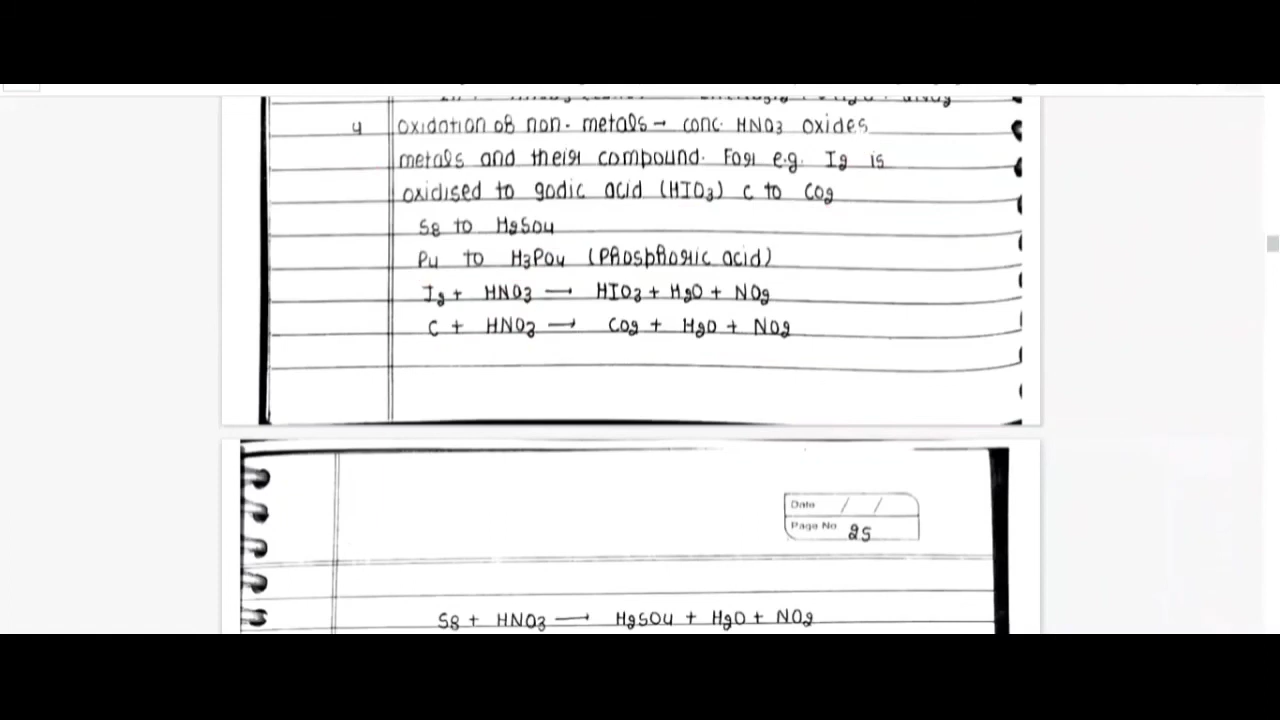 4 Oxidation of non-metals → conc. HNO3 oxides
metals and their compound. For e.g. I2 is
oxidised to godic acid (HIO3) C to CO2
S8 to H2SO4
P4 to H3PO4 (Phosphoric acid)
I2 + HNO3 → HIO3 + H2O + NO2
C + HNO3 → CO2 + H2O + NO2
Date / /
Page No 25
S8 + HNO3 → H2SO4 + H2O + NO2